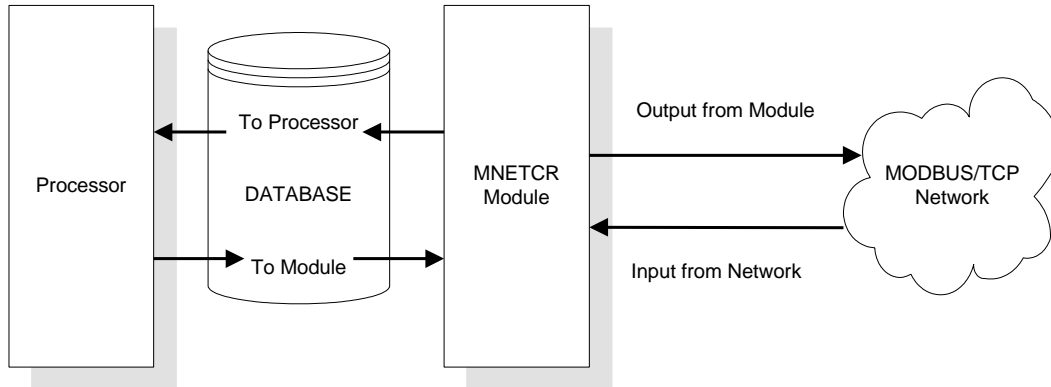 Processor
To Processor
DATABASE
To Module
MNETCR
Module
Output from Module
Input from Network
MODBUS/TCP
Network